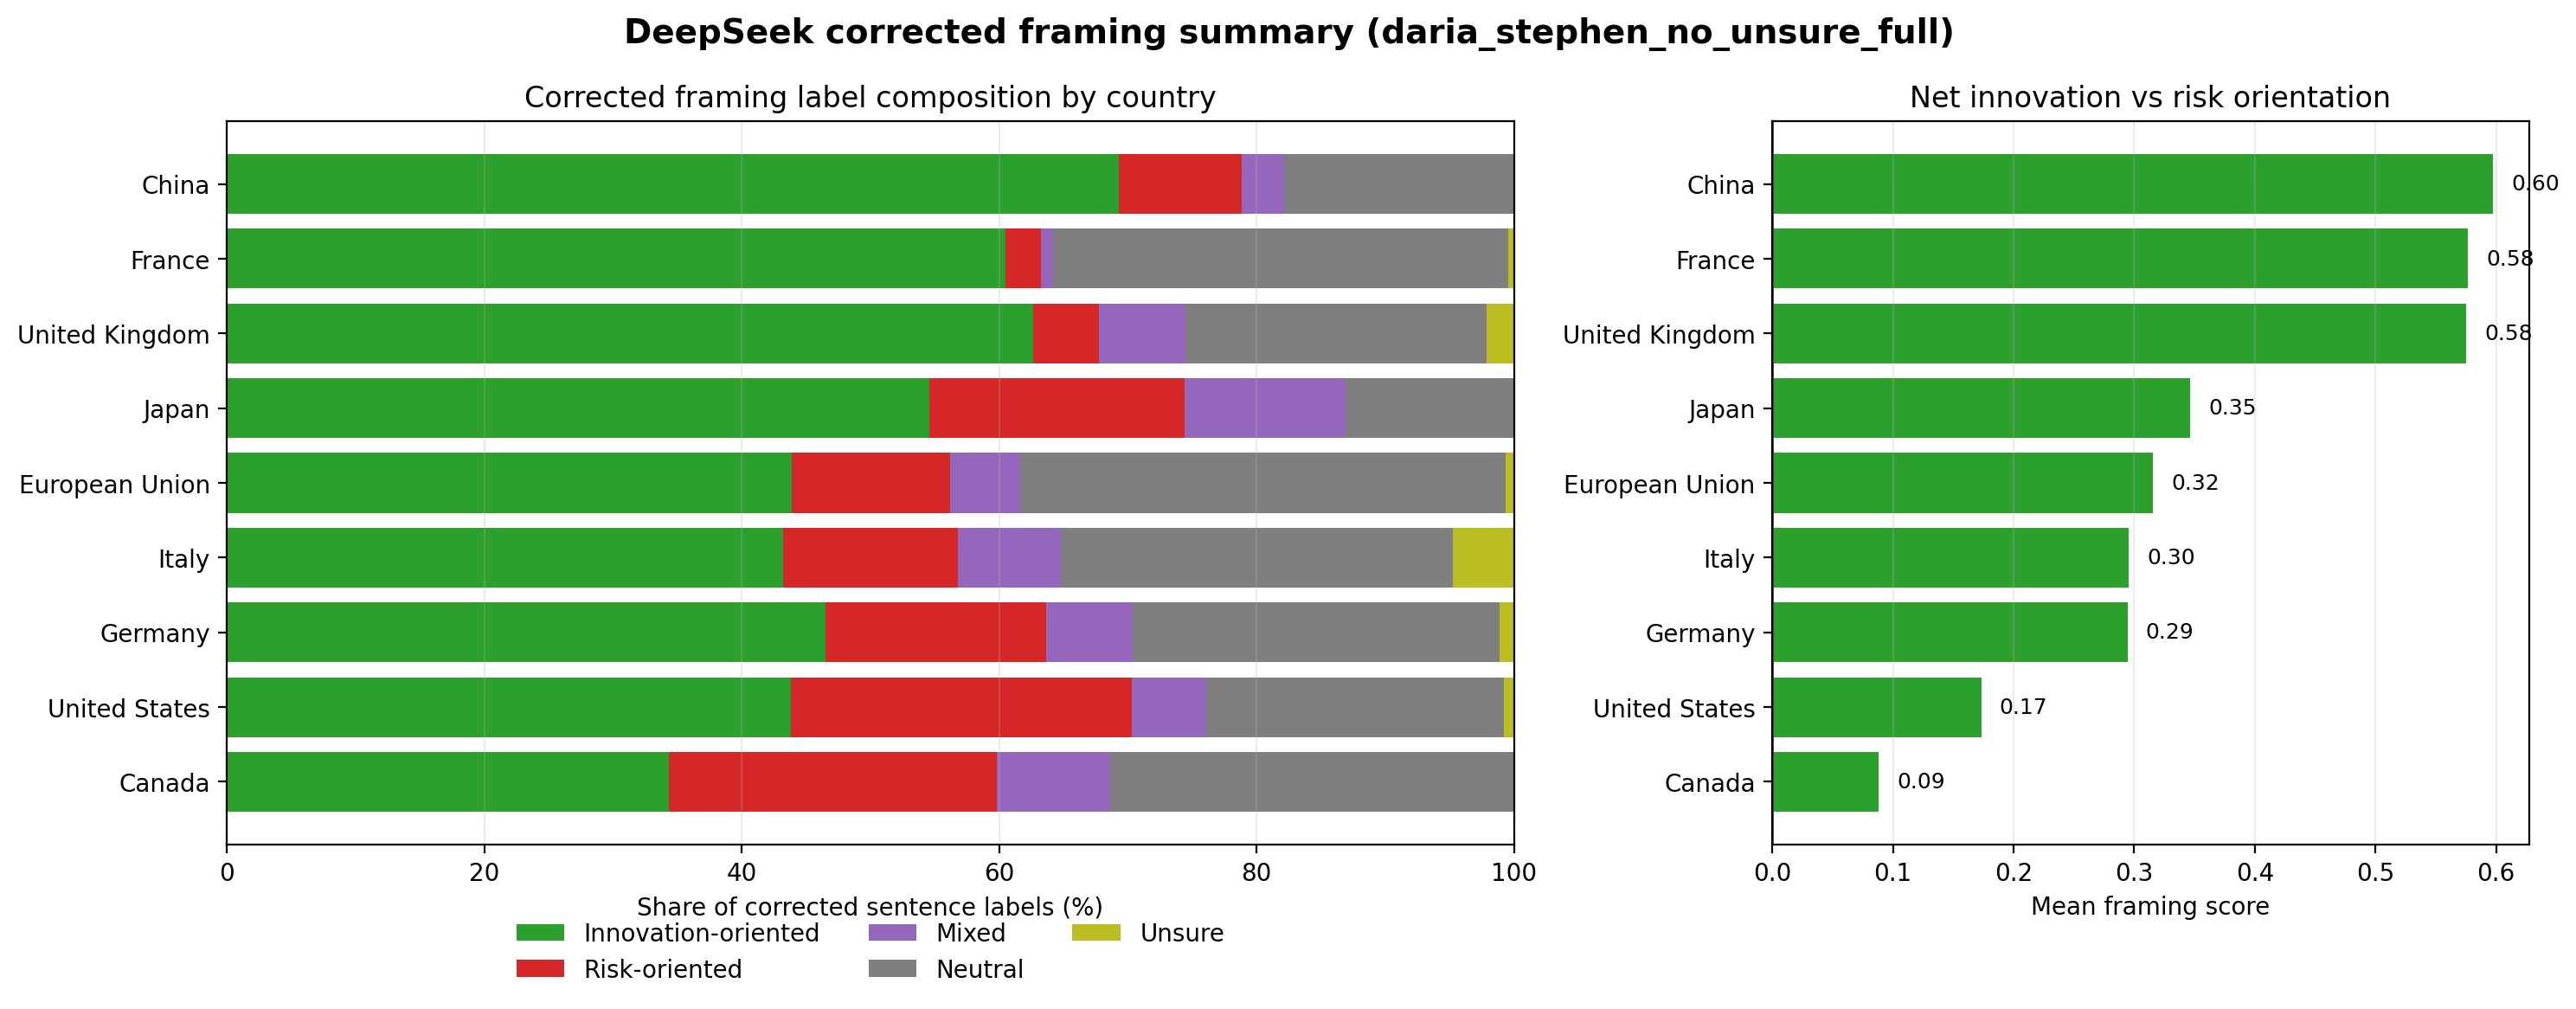 DeepSeek corrected framing summary (daria_stephen_no_unsure_full)
Corrected framing label composition by country
China
France
United Kingdom
Japan
European Union
Italy
Germany
United States
Canada
0 20 40 60 80 100
Share of corrected sentence labels (%)
Innovation-oriented Mixed Unsure
Risk-oriented Neutral
Net innovation vs risk orientation
China 0.60
France 0.58
United Kingdom 0.58
Japan 0.35
European Union 0.32
Italy 0.30
Germany 0.29
United States 0.17
Canada 0.09
0.0 0.1 0.2 0.3 0.4 0.5 0.6
Mean framing score